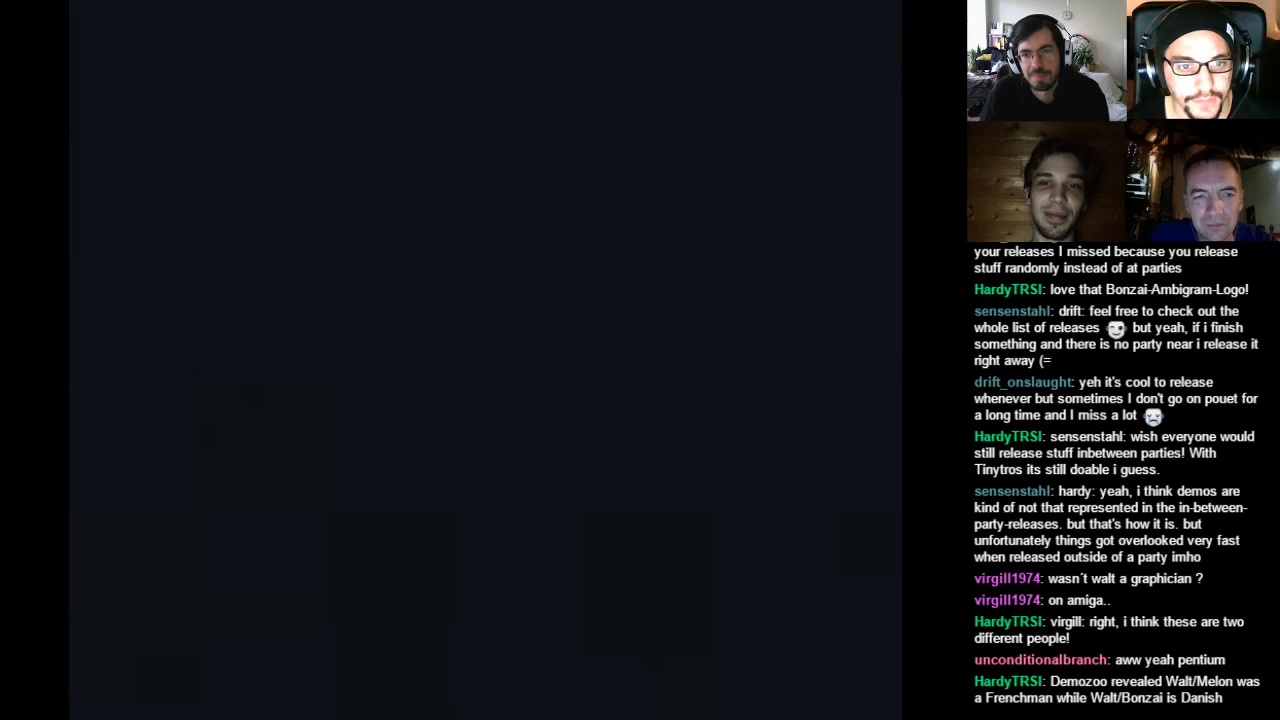 your releases I missed because you release
stuff randomly instead of at parties
HardyTRSI: love that Bonzai-Ambigram-Logo!
sensenstahl: drift: feel free to check out the
whole list of releases but yeah, if i finish
something and there is no party near i release it
right away (=
drift_onslaught: yeh it's cool to release
whenever but sometimes I don't go on pouet for
a long time and I miss a lot
HardyTRSI: sensenstahl: wish everyone would
still release stuff inbetween parties! With
Tinytros its still doable i guess.
sensenstahl: hardy: yeah, i think demos are
kind of not that represented in the in-between-
party-releases. but that's how it is. but
unfortunately things got overlooked very fast
when released outside of a party imho
virgill1974: wasn´t walt a graphician ?
virgill1974: on amiga..
HardyTRSI: virgill: right, i think these are two
different people!
unconditionalbranch: aww yeah pentium
HardyTRSI: Demozoo revealed Walt/Melon was
a Frenchman while Walt/Bonzai is Danish